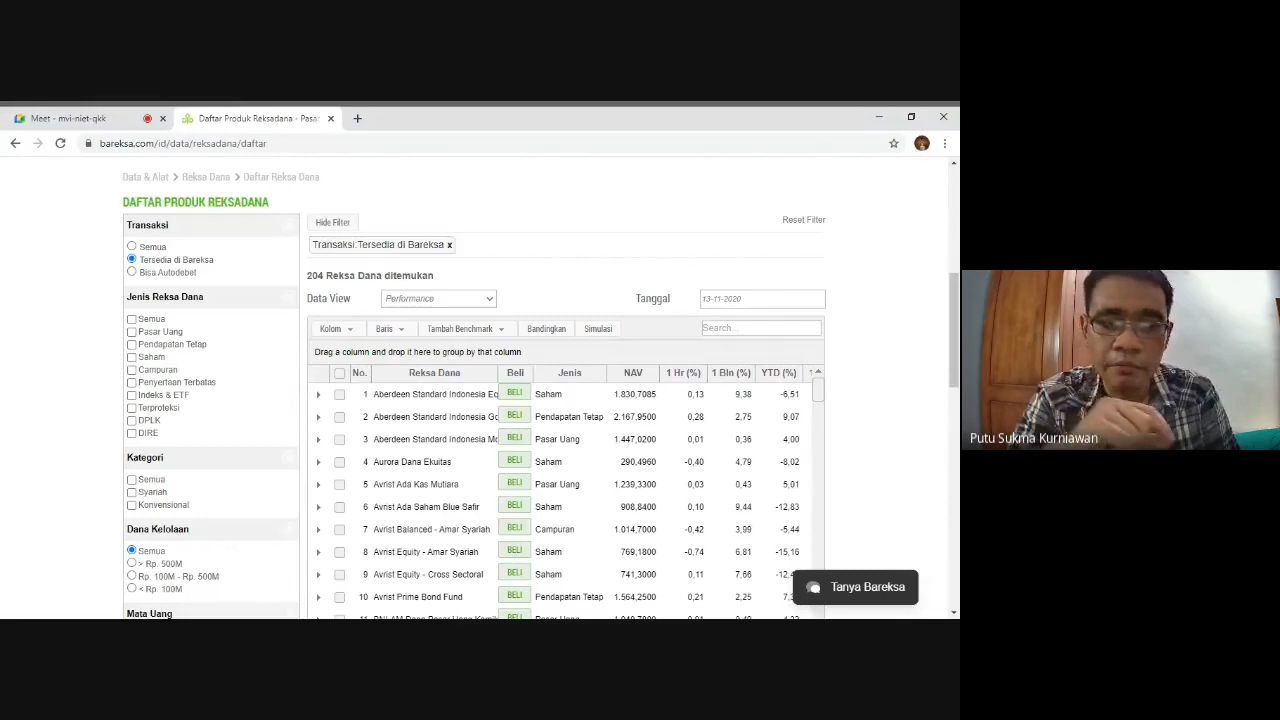 Meet - mvi-niet-qkk
Daftar Produk Reksadana - Pasa
bareksa.com/id/data/reksadana/daftar
Data & Alat > Reksa Dana > Daftar Reksa Dana
DAFTAR PRODUK REKSADANA
Transaksi
Semua
Tersedia di Bareksa
Bisa Autodebet
Jenis Reksa Dana
Semua
Pasar Uang
Pendapatan Tetap
Saham
Campuran
Penyertaan Terbatas
Indeks & ETF
Terproteksi
DPLK
DIRE
Kategori
Semua
Syariah
Konvensional
Dana Kelolaan
Semua
> Rp. 500M
Rp. 100M - Rp. 500M
< Rp. 100M
Mata Uang
Hide Filter
Reset Filter
Transaksi:Tersedia di Bareksa x
204 Reksa Dana ditemukan
Data View Performance Tanggal 13-11-2020
Kolom Baris Tambah Benchmark Bandingkan Simulasi Search...
Drag a column and drop it here to group by that column
No. Reksa Dana Beli Jenis NAV 1 Hr (%) 1 Bln (%) YTD (%)
1 Aberdeen Standard Indonesia Eq BELI Saham 1.830,7085 0,13 9,38 -6,51
2 Aberdeen Standard Indonesia Go BELI Pendapatan Tetap 2.167,9500 0,28 2,75 9,07
3 Aberdeen Standard Indonesia Mo BELI Pasar Uang 1.447,0200 0,01 0,36 4,00
4 Aurora Dana Ekuitas BELI Saham 290,4960 -0,40 4,79 -8,02
5 Avrist Ada Kas Mutiara BELI Pasar Uang 1.239,3300 0,03 0,43 5,01
6 Avrist Ada Saham Blue Safir BELI Saham 908,8400 0,10 9,44 -12,83
7 Avrist Balanced - Amar Syariah BELI Campuran 1.014,7000 -0,42 3,99 -5,44
8 Avrist Equity - Amar Syariah BELI Saham 769,1800 -0,74 6,81 -15,16
9 Avrist Equity - Cross Sectoral BELI Saham 741,3000 0,11 7,66
10 Avrist Prime Bond Fund BELI Pendapatan Tetap 1.564,2500 0,21 2,25
Tanya Bareksa
Putu Sukma Kurniawan